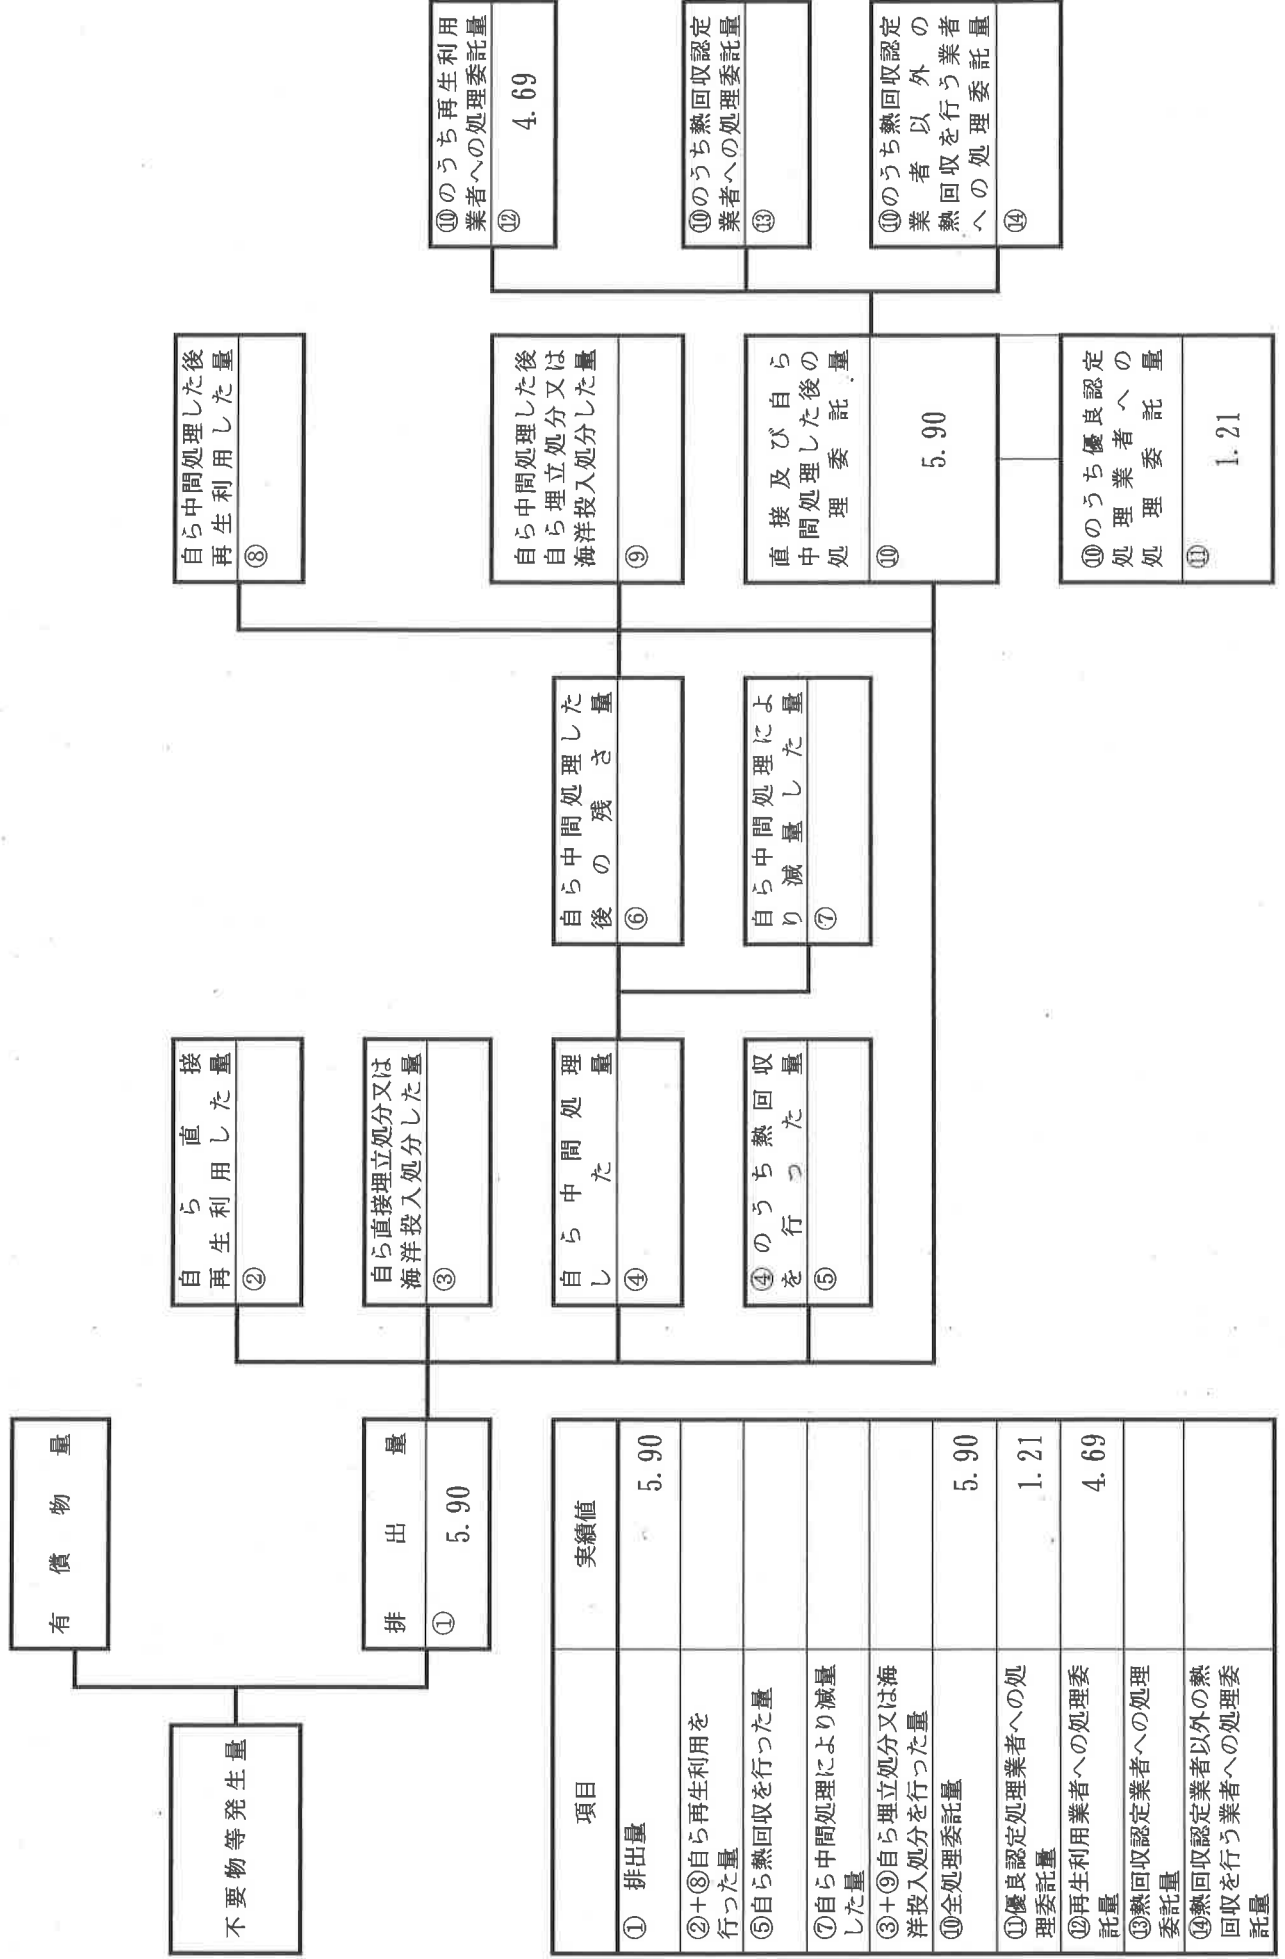 有償物量
不要物等発生量
排出量
① 5.90
自ら直接
再生利用した量
②
自ら直接埋立処分又は
海洋投入処分した量
③
自ら中間処理
した量
④
④のうち熱回収
を行った量
⑤
自ら中間処理した
後の残さ量
⑥
自ら中間処理によ
り減量した量
⑦
自ら中間処理した後
再生利用した量
⑧
自ら中間処理した後
自ら埋立処分又は
海洋投入処分した量
⑨
直接及び自ら
中間処理した後の
処理委託量
⑩ 5.90
⑩のうち優良認定
処理業者への
処理委託量
⑪ 1.21
⑩のうち再生利用
業者への処理委託量
⑫ 4.69
⑩のうち熱回収認定
業者への処理委託量
⑬
⑩のうち熱回収認定
業者以外の
熱回収を行う業者
への処理委託量
⑭
項目 実績値
① 排出量 5.90
②+⑧自ら再生利用を
行った量
⑤自ら熱回収を行った量
⑦自ら中間処理により減量
した量
③+⑨自ら埋立処分又は海
洋投入処分を行った量
⑩全処理委託量 5.90
⑪優良認定処理業者への処
理委託量 1.21
⑫再生利用業者への処理委
託量 4.69
⑬熱回収認定業者への処理
委託量
⑭熱回収認定業者以外の熱
回収を行う業者への処理委
託量